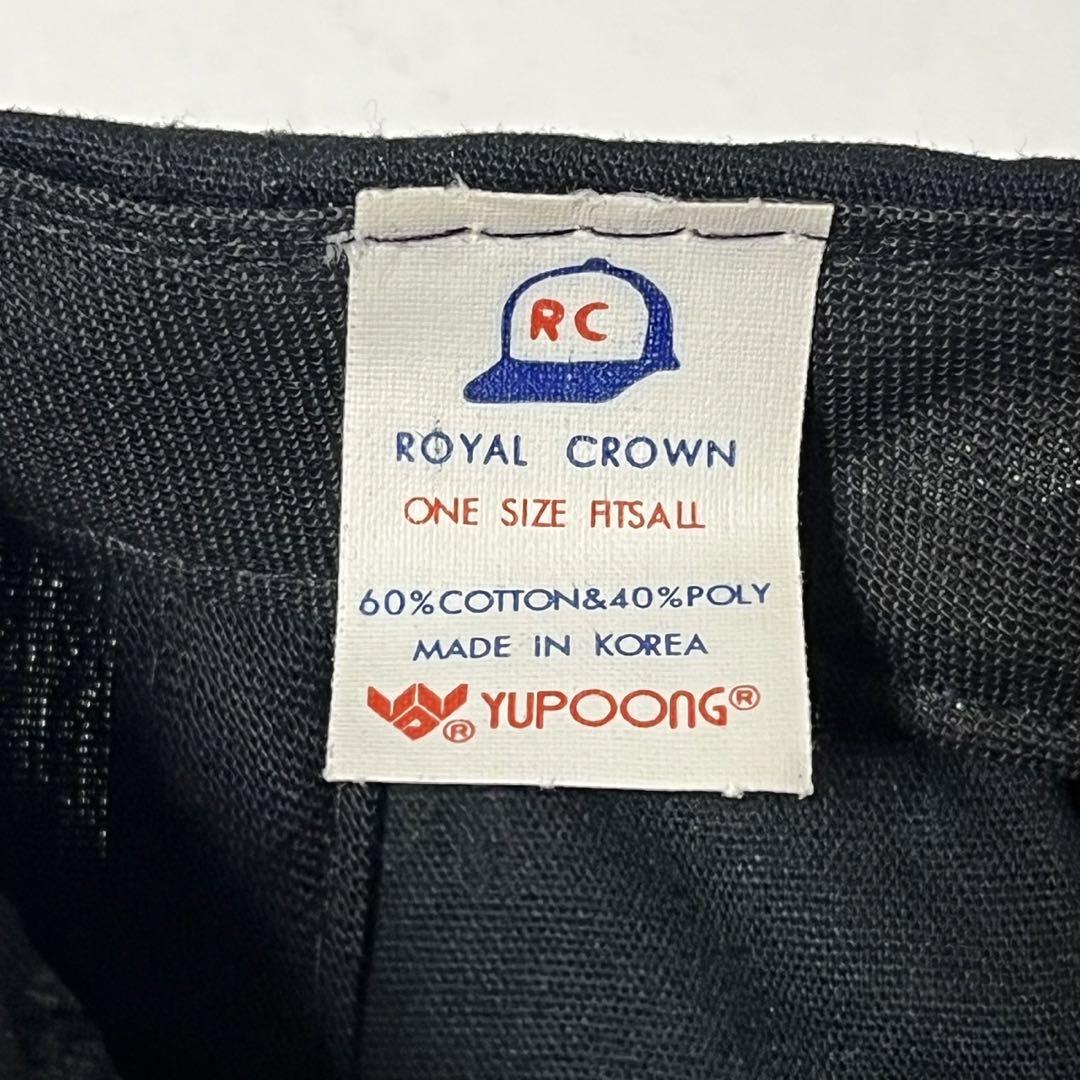 RC
ROYAL CROWN
ONE SIZE FITSALL
60%COTTON&40%POLY
MADE IN KOREA
® YUPOONG®